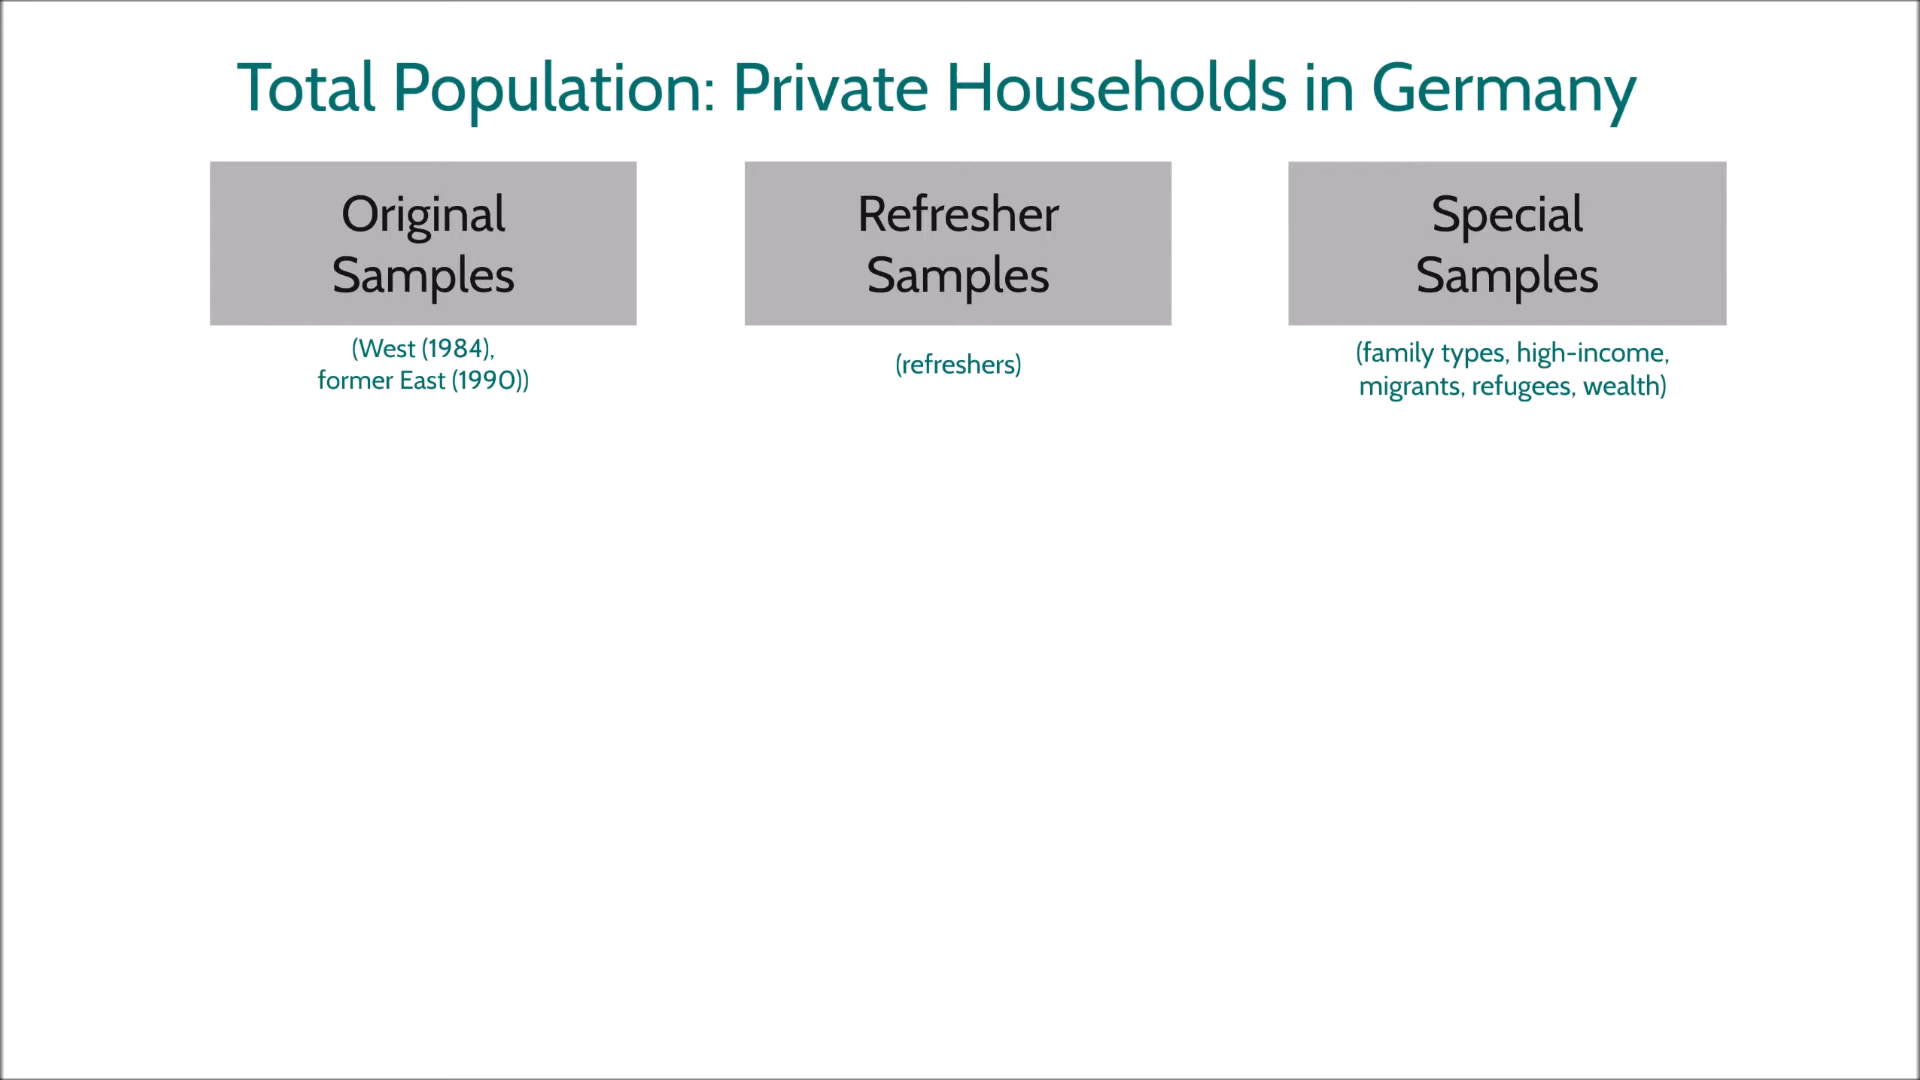 Total Population: Private Households in Germany
Original
Samples
(West (1984),
former East (1990))
Refresher
Samples
(refreshers)
Special
Samples
(family types, high-income,
migrants, refugees, wealth)